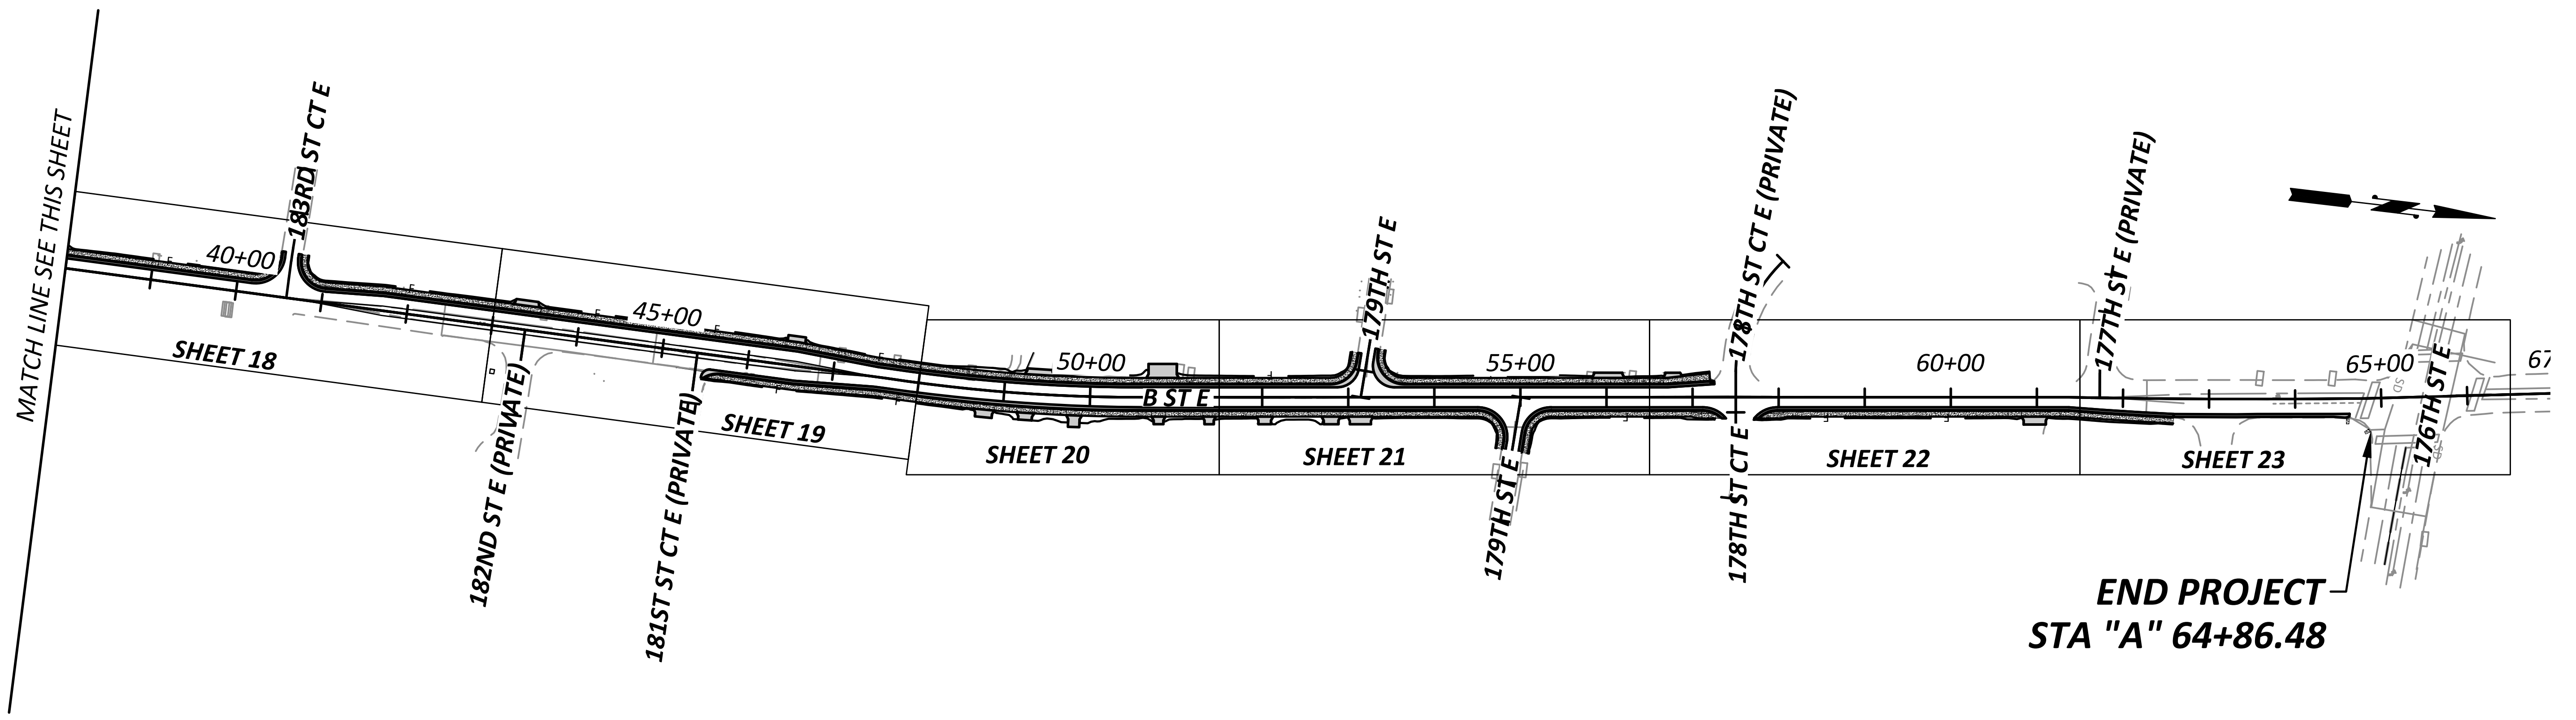 MATCH LINE SEE THIS SHEET
183RD ST CT E
40+00
SHEET 18
182ND ST E (PRIVATE)
45+00
181ST ST CT E (PRIVATE)
SHEET 19
50+00
B ST E
SHEET 20
179TH ST E
SHEET 21
55+00
179TH ST E
178TH ST CT E (PRIVATE)
178TH ST CT E
60+00
SHEET 22
177TH ST E (PRIVATE)
SHEET 23
65+00
176TH ST E
67
SD
SD
END PROJECT
STA "A" 64+86.48